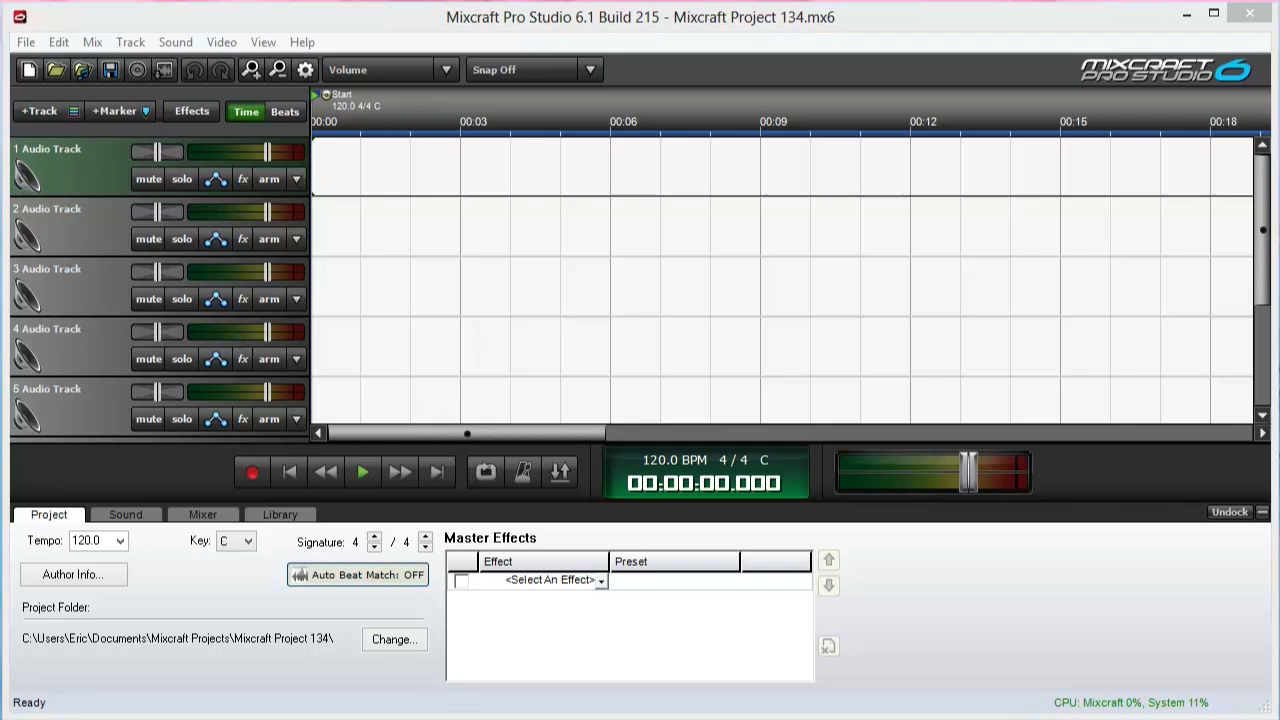 Mixcraft Pro Studio 6.1 Build 215 - Mixcraft Project 134.mx6
File Edit Mix Track Sound Video View Help
Volume Snap Off MIXCRAFT PRO STUDIO 6
+Track +Marker Effects Time Beats
Start
120.0 4/4 C
00:00 00:03 00:06 00:09 00:12 00:15 00:18
1 Audio Track
mute solo fx arm
2 Audio Track
mute solo fx arm
3 Audio Track
mute solo fx arm
4 Audio Track
mute solo fx arm
5 Audio Track
mute solo fx arm
120.0 BPM 4 / 4 C
00:00:00.000
Project Sound Mixer Library Undock
Tempo: 120.0 Key: C Signature: 4 / 4
Author Info... Auto Beat Match: OFF
Project Folder:
C:\Users\Eric\Documents\Mixcraft Projects\Mixcraft Project 134\ Change...
Master Effects
Effect Preset
<Select An Effect>
Ready CPU: Mixcraft 0%, System 11%